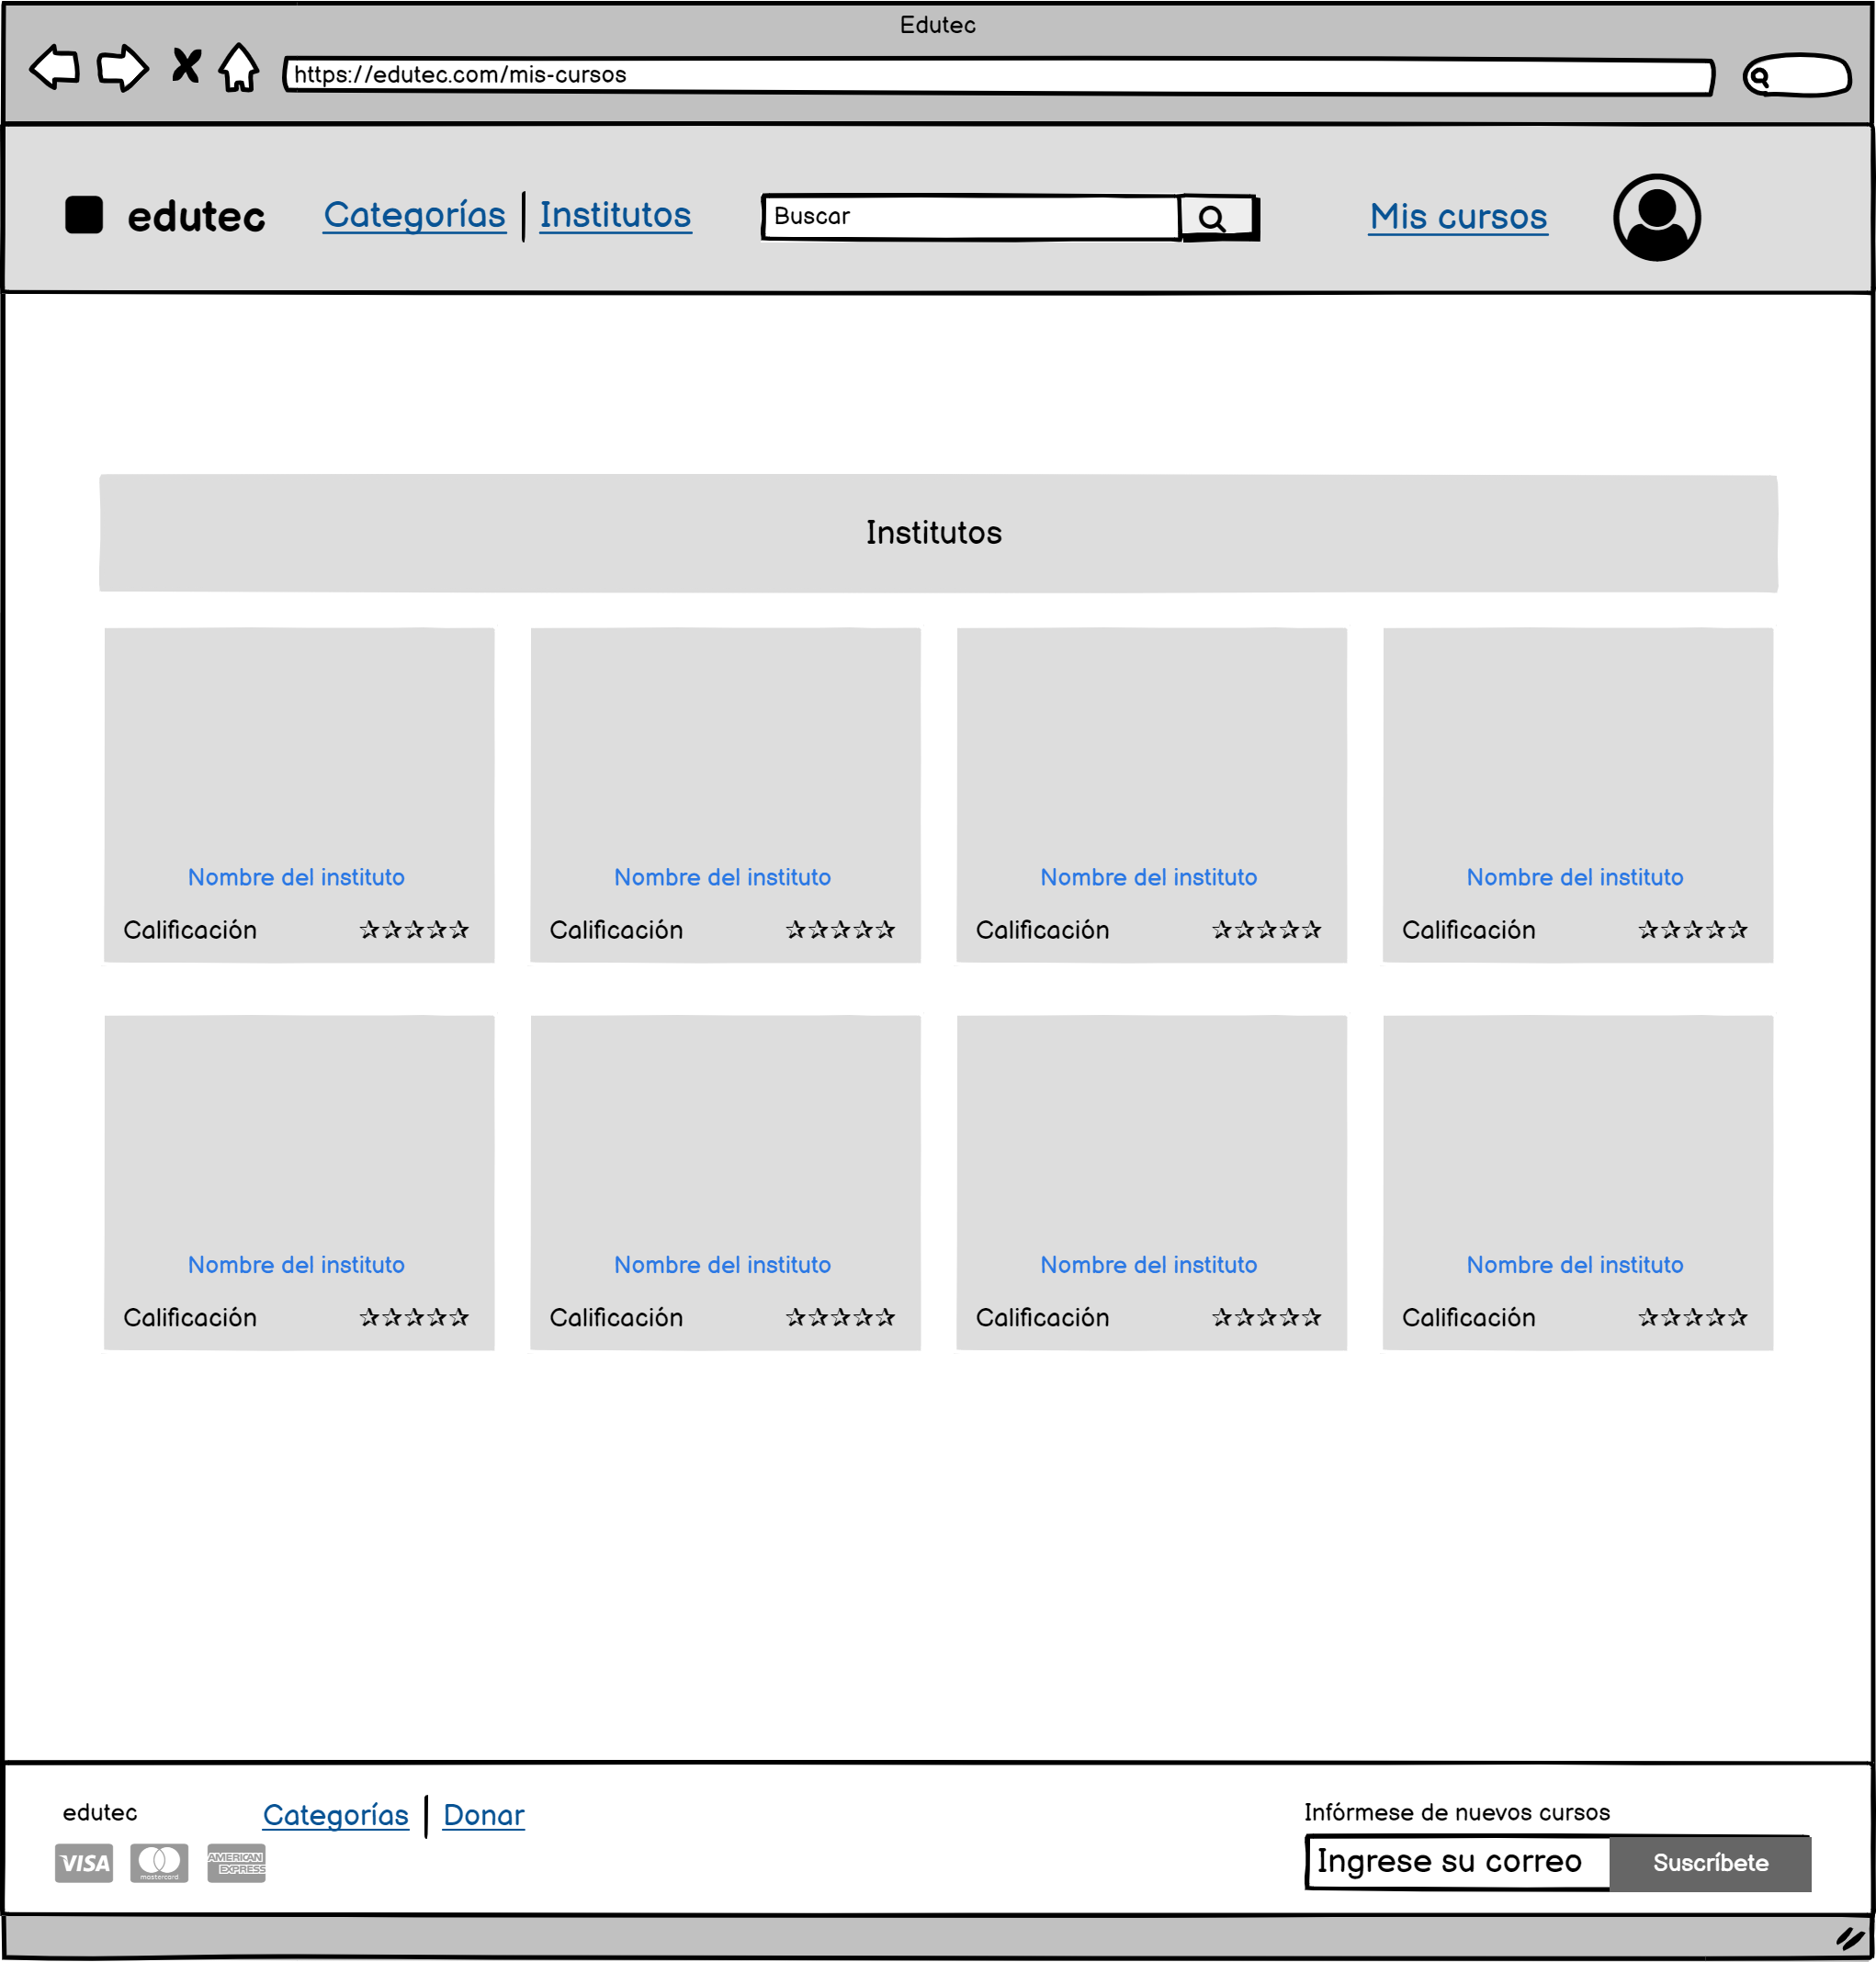 Edutec
https://edutec.com/mis-cursos
edutec Categorías Institutos Buscar Mis cursos
Institutos
Nombre del instituto Nombre del instituto Nombre del instituto Nombre del instituto
Calificación ☆☆☆☆☆ Calificación ☆☆☆☆☆ Calificación ☆☆☆☆☆ Calificación ☆☆☆☆☆
Nombre del instituto Nombre del instituto Nombre del instituto Nombre del instituto
Calificación ☆☆☆☆☆ Calificación ☆☆☆☆☆ Calificación ☆☆☆☆☆ Calificación ☆☆☆☆☆
edutec Categorías Donar Infórmese de nuevos cursos
VISA mastercard AMERICAN EXPRESS Ingrese su correo Suscríbete